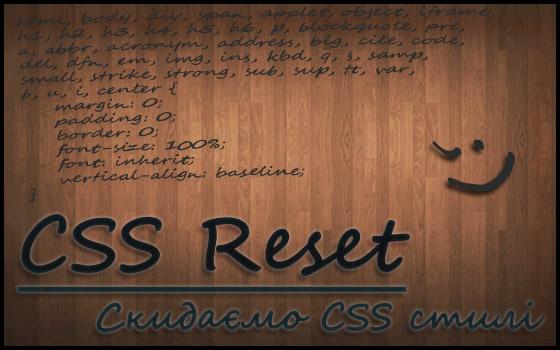 html, body, div, span, applet, object, iframe,
h1, h2, h3, h4, h5, h6, p, blockquote, pre,
a, abbr, acronym, address, big, cite, code,
del, dfn, em, img, ins, kbd, q, s, samp,
small, strike, strong, sub, sup, tt, var,
b, u, i, center {
margin: 0;
padding: 0;
border: 0;
font-size: 100%;
font: inherit;
vertical-align: baseline;
}
CSS Reset
Скидаємо CSS стилі